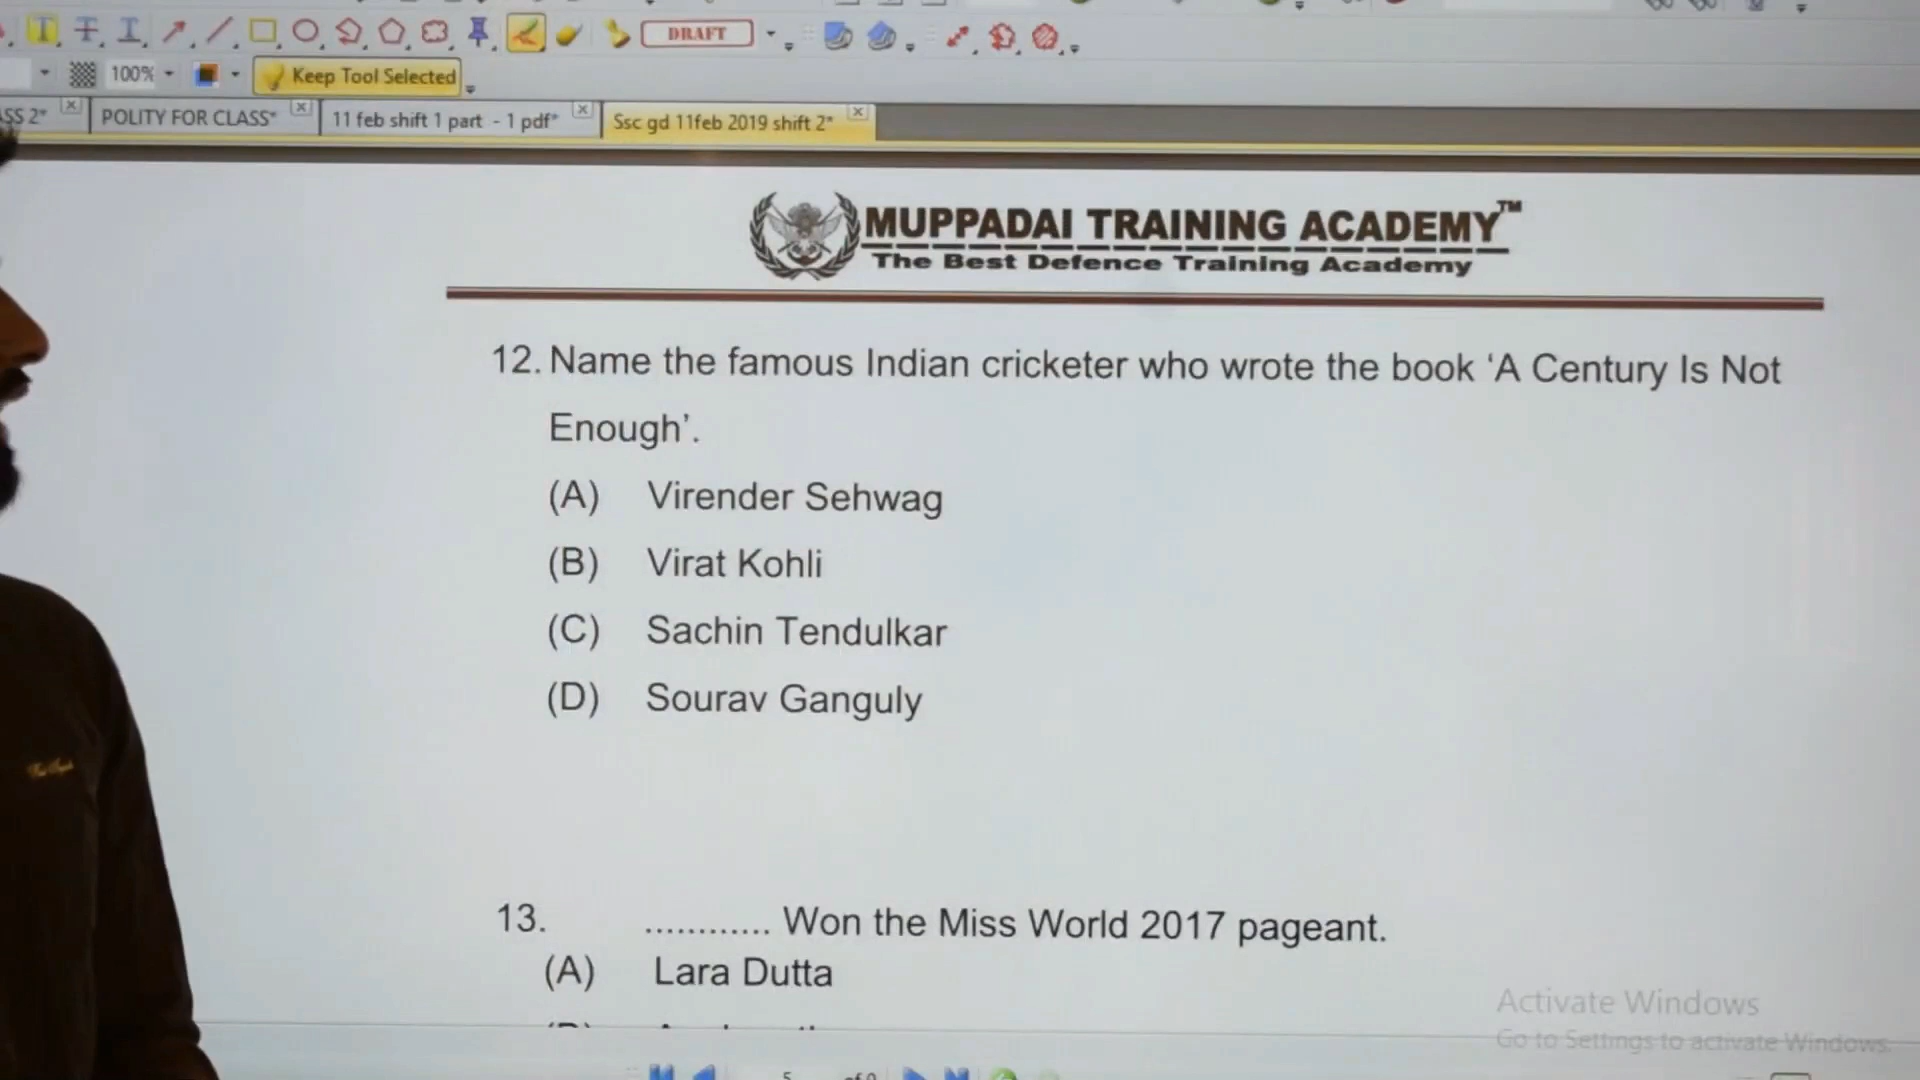 DRAFT
100%
Keep Tool Selected
SS 2*
POLITY FOR CLASS*
11 feb shift 1 part - 1 pdf*
Ssc gd 11feb 2019 shift 2*
MUPPADAI TRAINING ACADEMY™
The Best Defence Training Academy
12. Name the famous Indian cricketer who wrote the book ‘A Century Is Not
Enough’.
(A) Virender Sehwag
(B) Virat Kohli
(C) Sachin Tendulkar
(D) Sourav Ganguly
13. ............ Won the Miss World 2017 pageant.
(A) Lara Dutta
Activate Windows
Go to Settings to activate Windows.